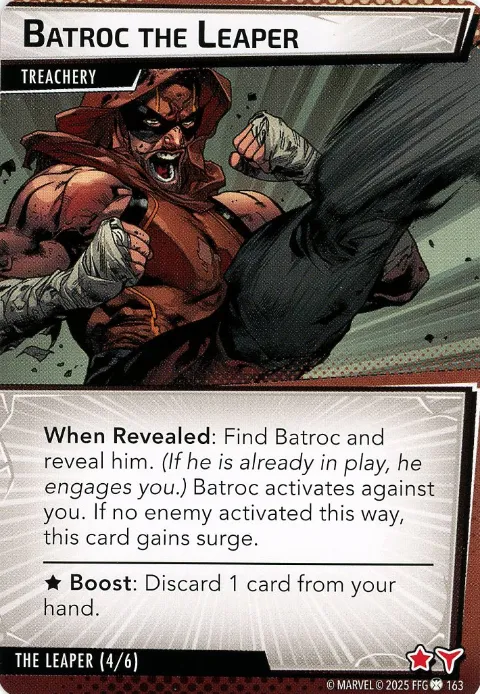 BATROC THE LEAPER
TREACHERY
When Revealed: Find Batroc and
reveal him. (If he is already in play, he
engages you.) Batroc activates against
you. If no enemy activated this way,
this card gains surge.
★ Boost: Discard 1 card from your
hand.
THE LEAPER (4/6)
© MARVEL © 2025 FFG 163